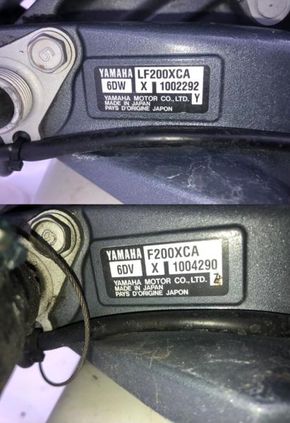 YAMAHA LF200XCA
6DW X 1002292
YAMAHA MOTOR CO., LTD. Y
MADE IN JAPAN
PAYS D'ORIGINE JAPON
YAMAHA F200XCA
6DV X 1004290
YAMAHA MOTOR CO., LTD.
MADE IN JAPAN
PAYS D'ORIGINE JAPON